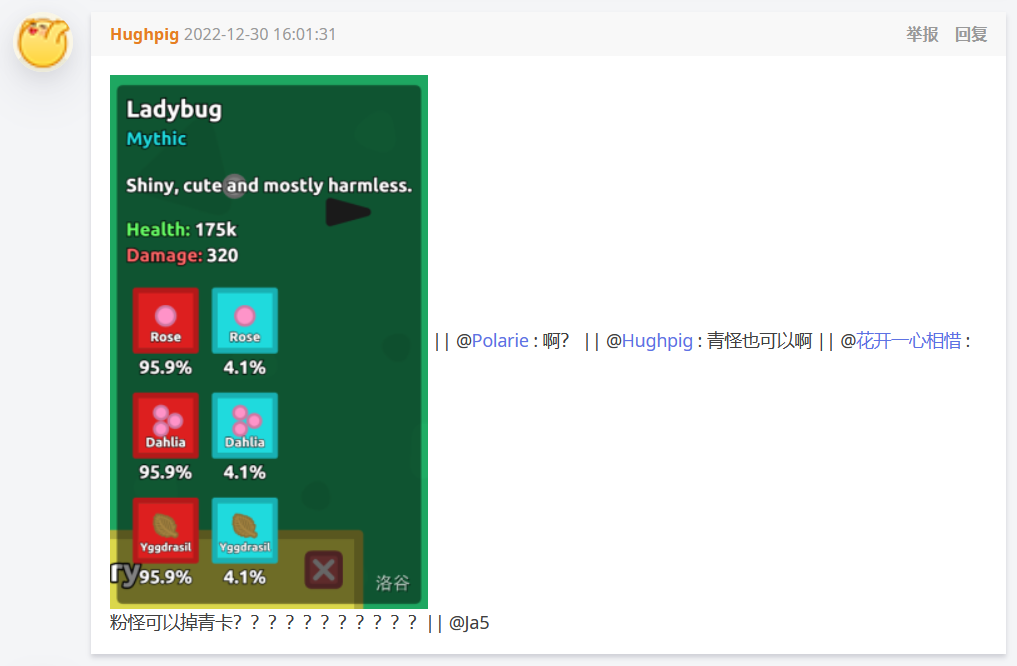 Hughpig 2022-12-30 16:01:31 举报 回复
Ladybug
Mythic
Shiny, cute and mostly harmless.
Health: 175k
Damage: 320
Rose Rose
95.9% 4.1%
|| @Polarie : 啊? || @Hughpig : 青怪也可以啊 || @花开一心相惜 :
Dahlia Dahlia
95.9% 4.1%
Yggdrasil Yggdrasil
ry
95.9% 4.1%
洛谷
粉怪可以掉青卡？？？？？？？？？？？ || @Ja5